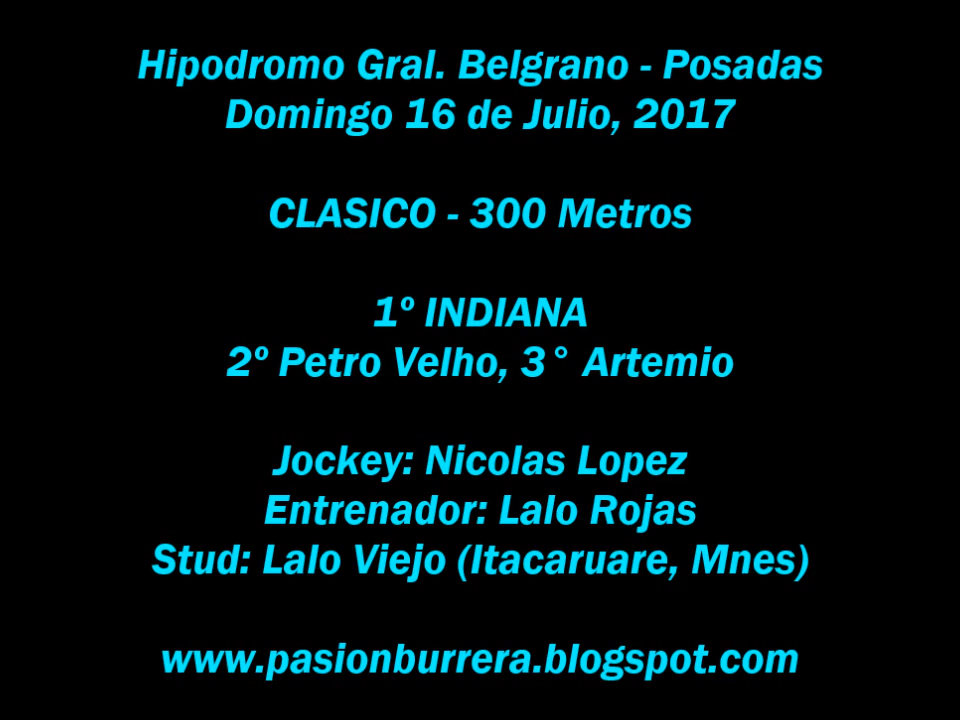 Hipodromo Gral. Belgrano - Posadas
Domingo 16 de Julio, 2017
CLASICO - 300 Metros
1º INDIANA
2º Petro Velho, 3° Artemio
Jockey: Nicolas Lopez
Entrenador: Lalo Rojas
Stud: Lalo Viejo (Itacaruare, Mnes)
www.pasionburrera.blogspot.com